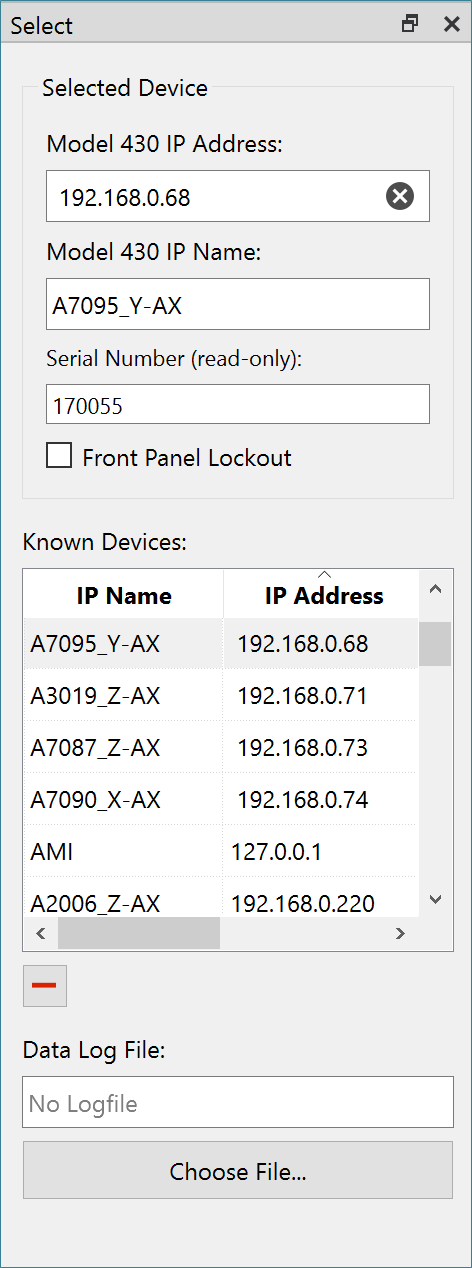 Select
Selected Device
Model 430 IP Address:
192.168.0.68
Model 430 IP Name:
A7095_Y-AX
Serial Number (read-only):
170055
Front Panel Lockout
Known Devices:
IP Name IP Address
A7095_Y-AX 192.168.0.68
A3019_Z-AX 192.168.0.71
A7087_Z-AX 192.168.0.73
A7090_X-AX 192.168.0.74
AMI 127.0.0.1
A2006_Z-AX 192.168.0.220
Data Log File:
No Logfile
Choose File...